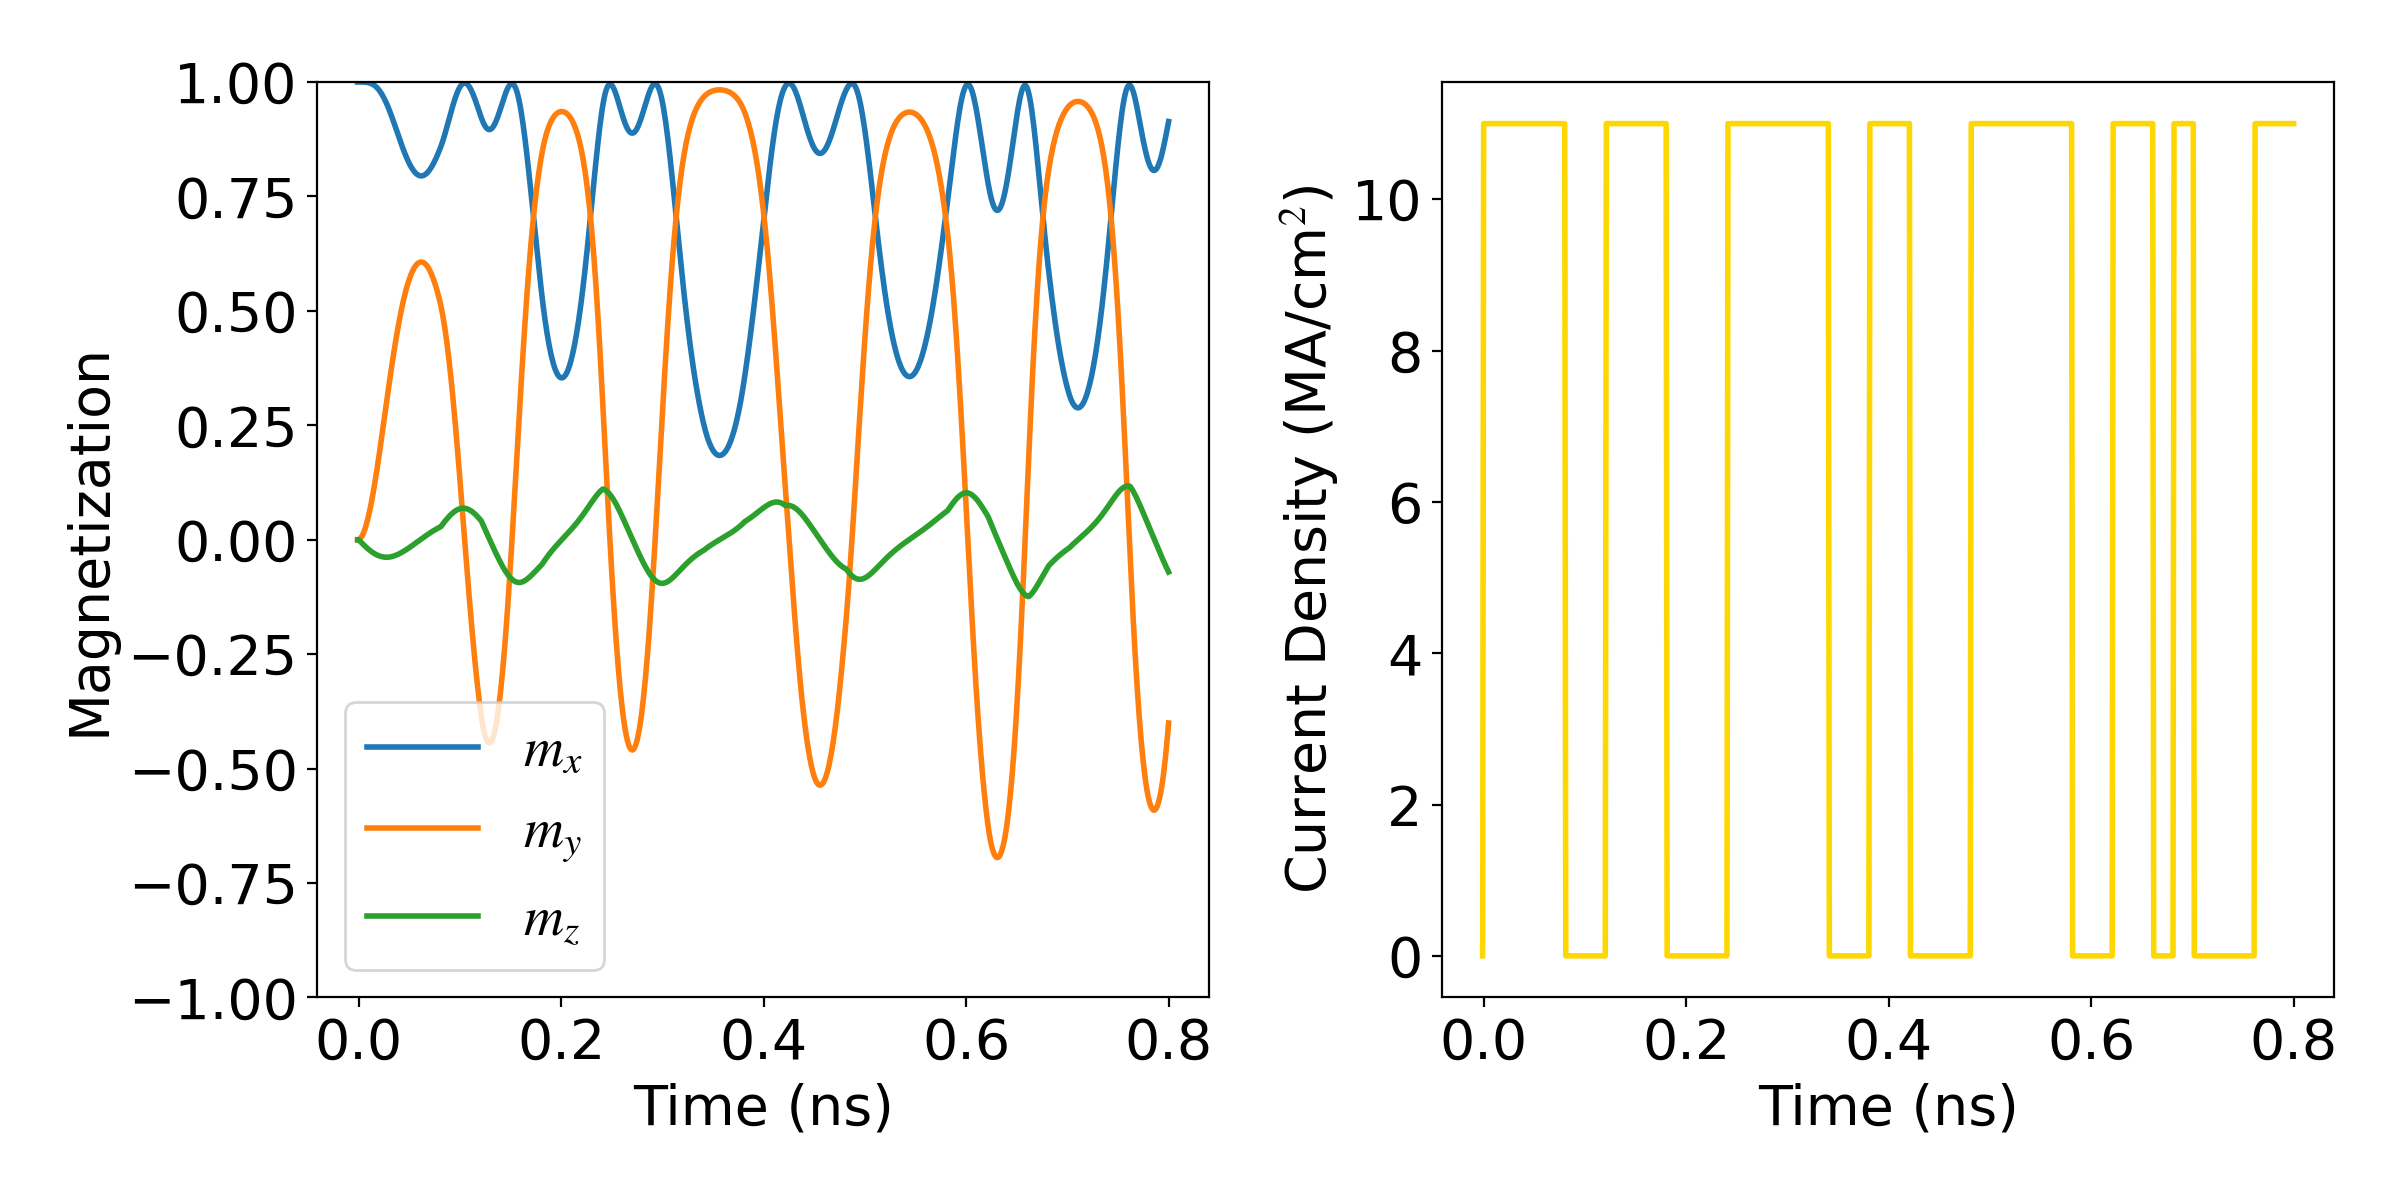 Magnetization
1.00
0.75
0.50
0.25
0.00
−0.25
−0.50
−0.75
−1.00
m_x
m_y
m_z
0.0 0.2 0.4 0.6 0.8
Time (ns)
Current Density (MA/cm²)
10
8
6
4
2
0
0.0 0.2 0.4 0.6 0.8
Time (ns)